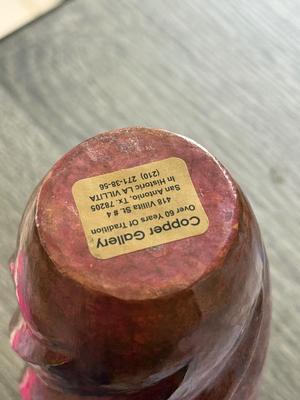 Copper Gallery
Over 60 Years Of Tradition
418 Villita St. # 4
San Antonio, Tx. 78205
In Historic LA VILLITA
(210) 271-38-56